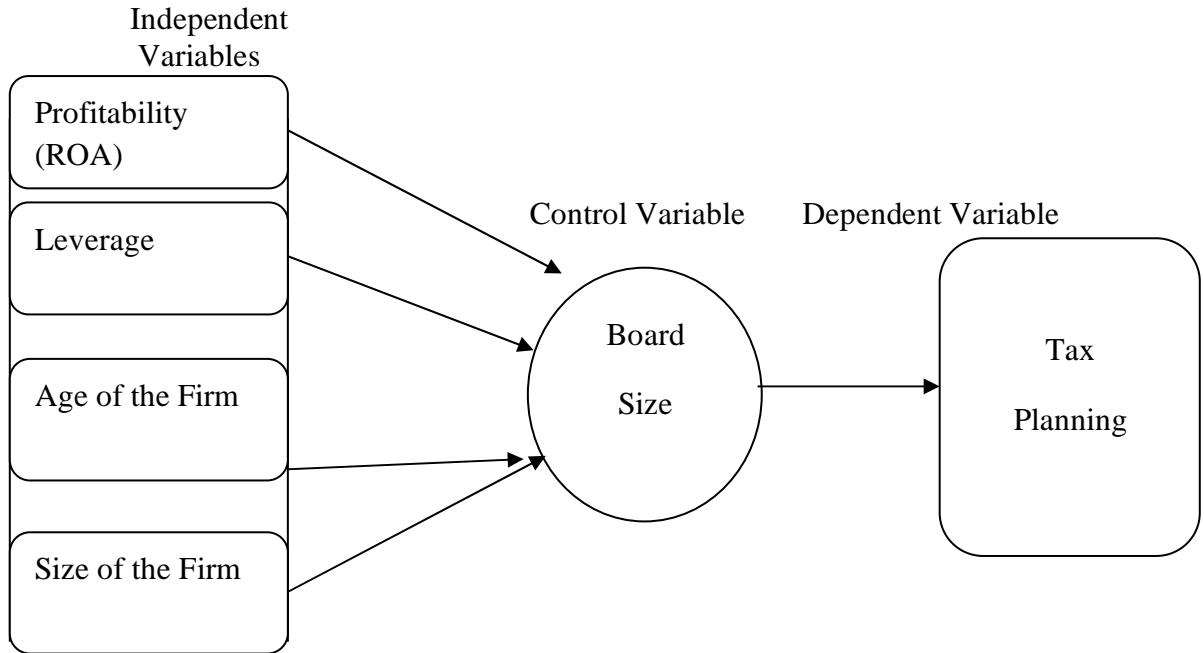 Independent
Variables
Profitability
(ROA)
Leverage
Age of the Firm
Size of the Firm
Control Variable
Board
Size
Dependent Variable
Tax
Planning